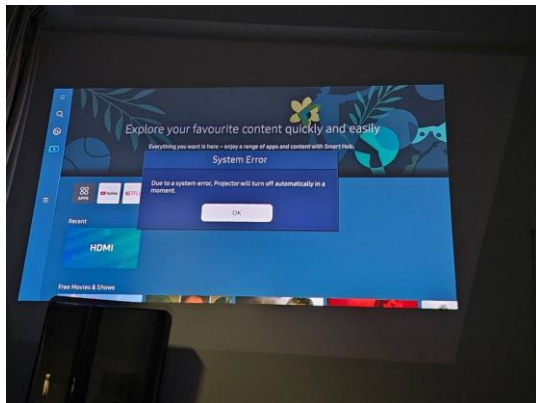 Explore your favourite content quickly and easily
Everything you want is here – enjoy a range of apps and content with Smart Hub.
System Error
Due to a system error, Projector will turn off automatically in a
moment.
OK
APPS
YouTube
NETFLIX
Recent
HDMI
Free Movies & Shows